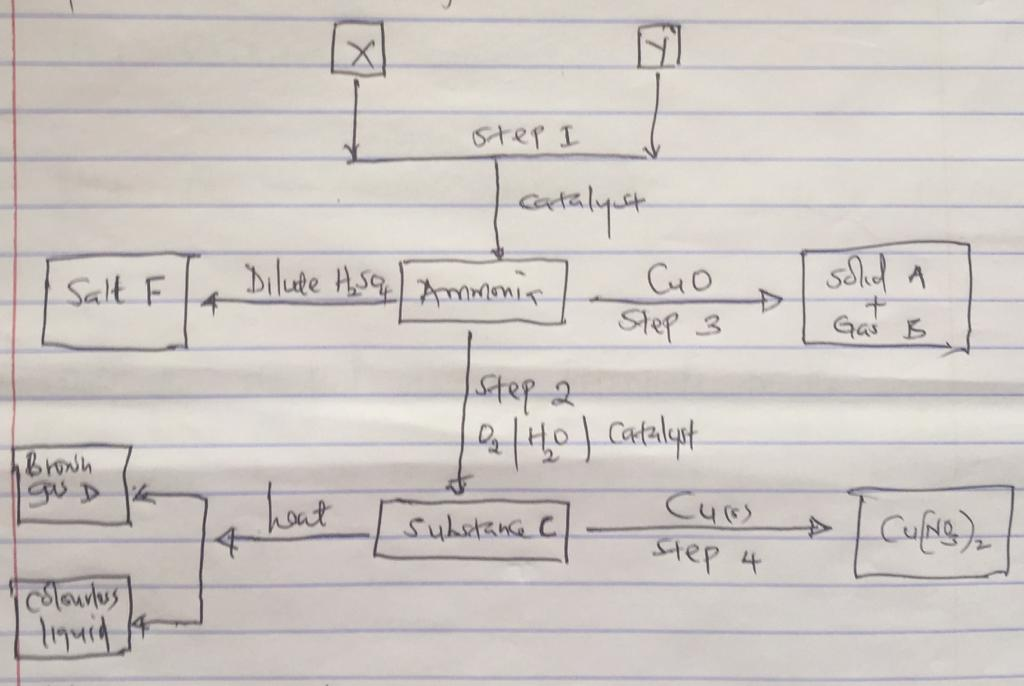 X
Y
Step I
Catalyst
Salt F
Dilute H₂SO₄
Ammonia
CuO
Step 3
Solid A
+
Gas B
Step 2
O₂ | H₂O | Catalyst
Brown
gas D
heat
Substance C
Cu(s)
Step 4
Cu(NO₃)₂
Colourless
liquid